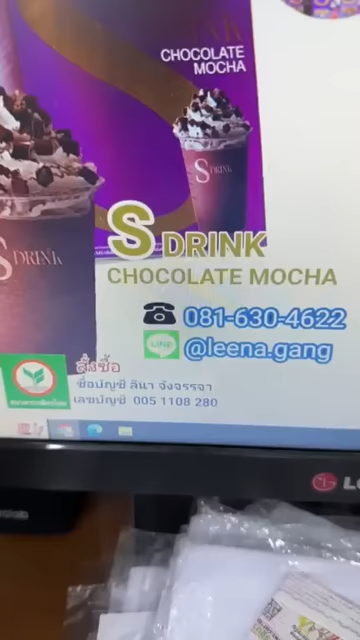 CHOCOLATE
MOCHA
S DRINK
S DRINK
S DRINK
CHOCOLATE MOCHA
081-630-4622
LINE
@leena.gang
สั่งซื้อ
ชื่อบัญชี ลีนา จังจรรจา
เลขบัญชี 005 1108 280
LG